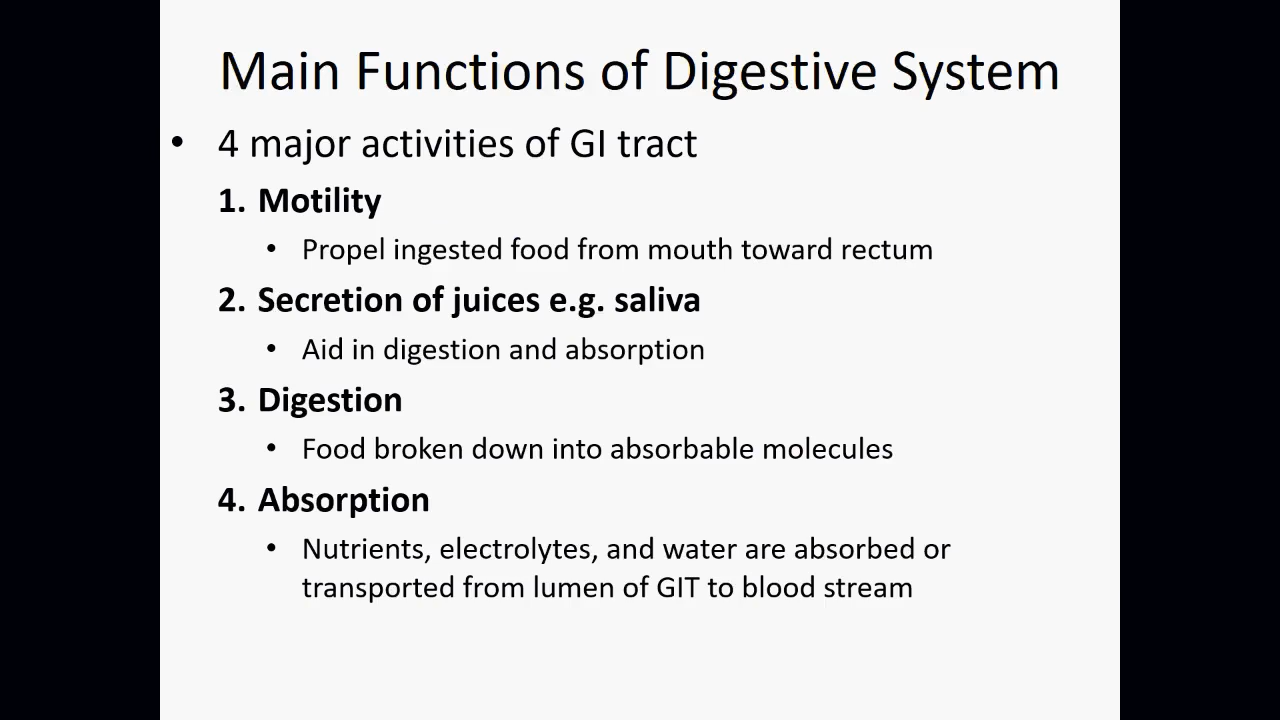 Main Functions of Digestive System
• 4 major activities of GI tract
1. Motility
• Propel ingested food from mouth toward rectum
2. Secretion of juices e.g. saliva
• Aid in digestion and absorption
3. Digestion
• Food broken down into absorbable molecules
4. Absorption
• Nutrients, electrolytes, and water are absorbed or
transported from lumen of GIT to blood stream